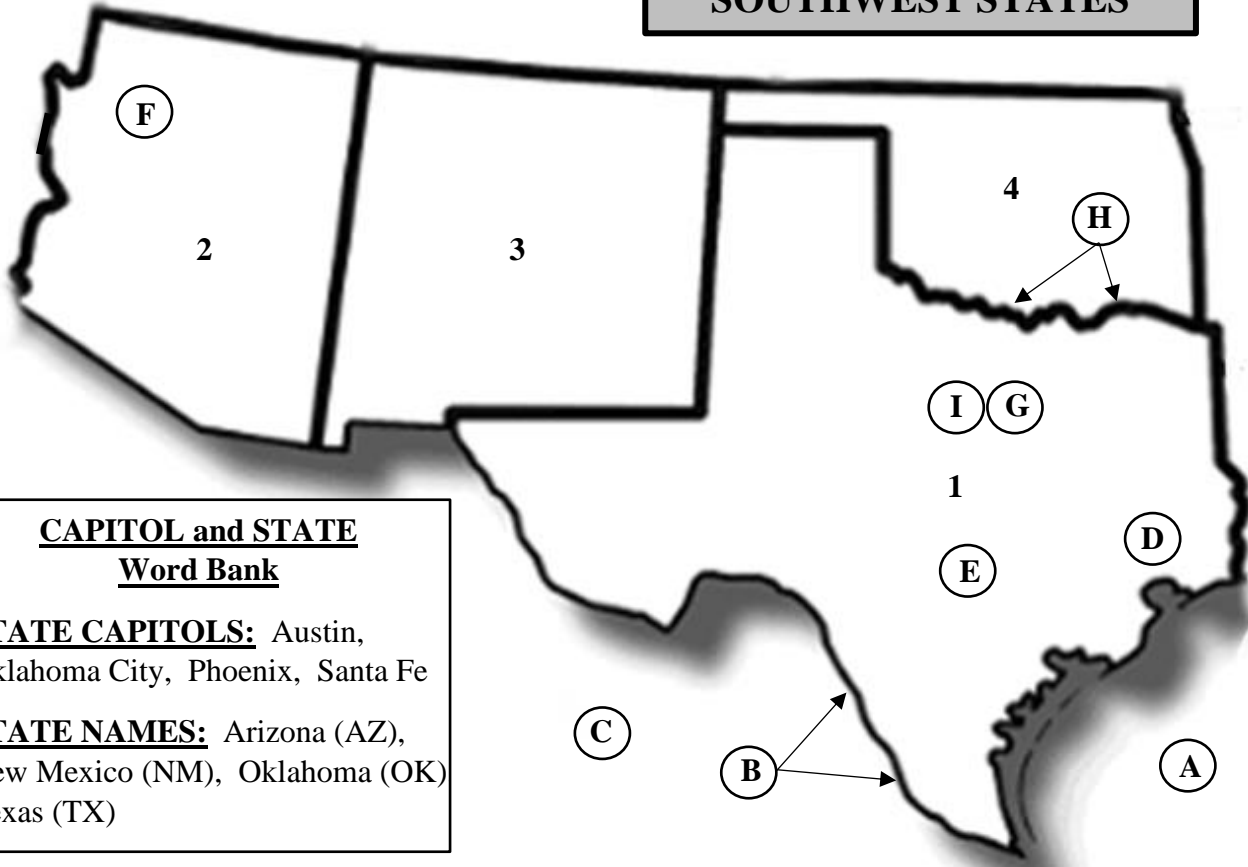 SOUTHWEST STATES
F
4
H
2
3
I G
1
D
E
C
B
A
CAPITOL and STATE
Word Bank
TATE CAPITOLS: Austin,
klahoma City, Phoenix, Santa Fe
TATE NAMES: Arizona (AZ),
ew Mexico (NM), Oklahoma (OK)
exas (TX)